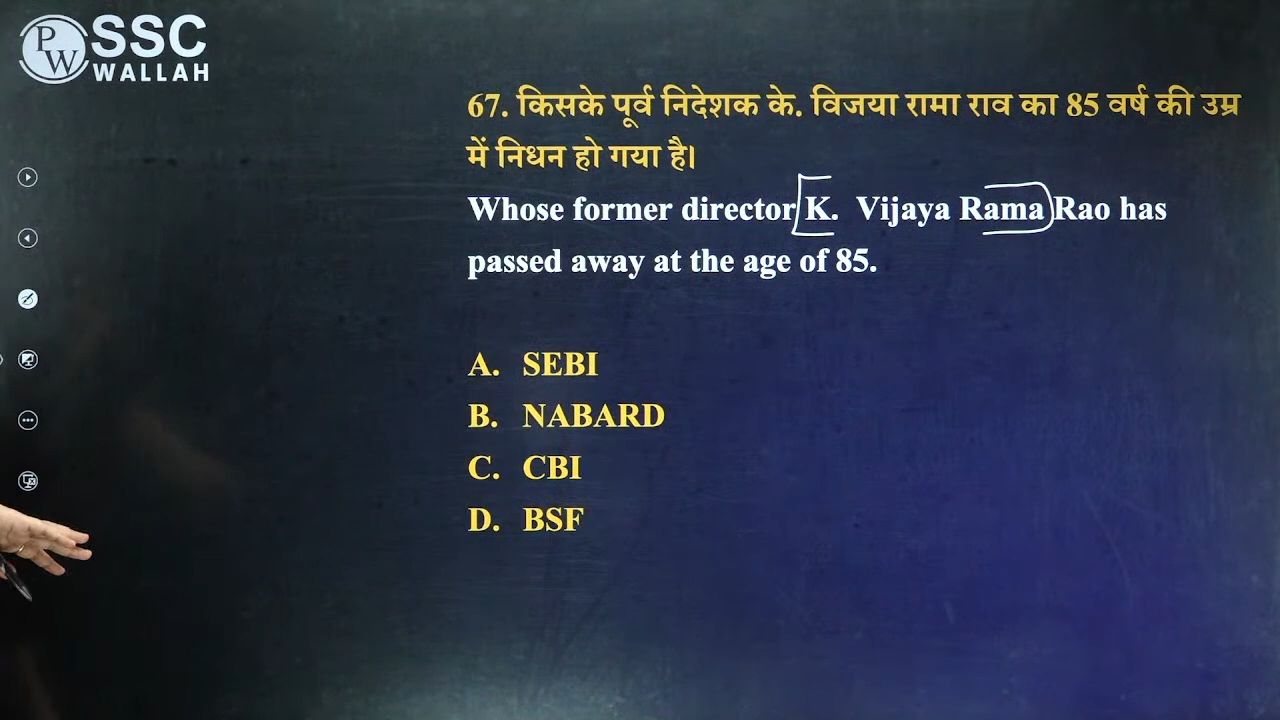 PW SSC
WALLAH
67. किसके पूर्व निदेशक के. विजया रामा राव का 85 वर्ष की उम्र
में निधन हो गया है।
Whose former director K. Vijaya Rama Rao has
passed away at the age of 85.
A. SEBI
B. NABARD
C. CBI
D. BSF